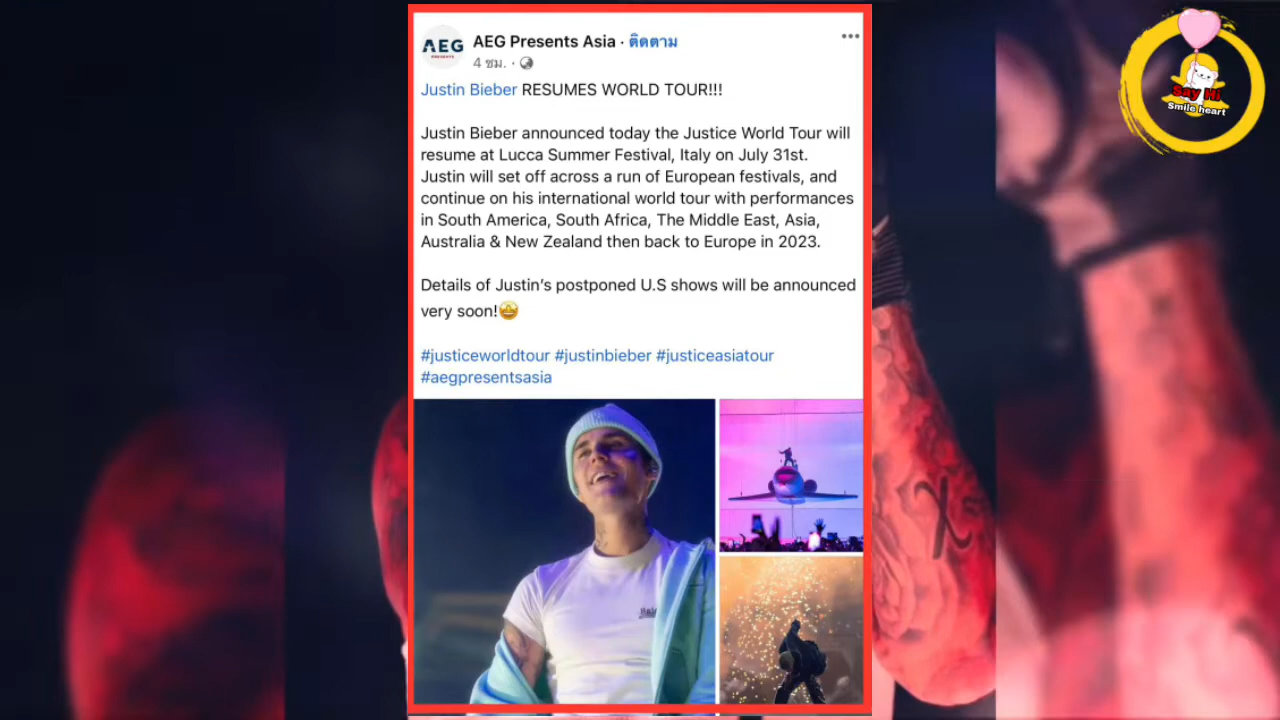 AEG Presents Asia · ติดตาม
AEG
PRESENTS
4 ชม. ·
Justin Bieber RESUMES WORLD TOUR!!!
Justin Bieber announced today the Justice World Tour will
resume at Lucca Summer Festival, Italy on July 31st.
Justin will set off across a run of European festivals, and
continue on his international world tour with performances
in South America, South Africa, The Middle East, Asia,
Australia & New Zealand then back to Europe in 2023.
Details of Justin’s postponed U.S shows will be announced
very soon!🤩
#justiceworldtour #justinbieber #justiceasiatour
#aegpresentsasia
Say Hi
Smile heart